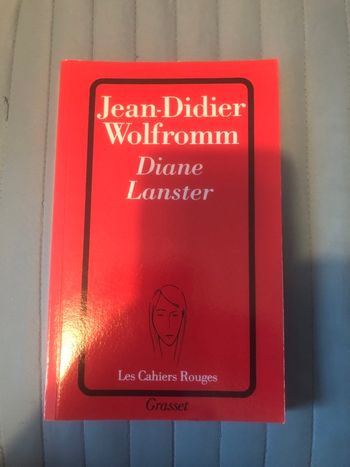 Jean-Didier
Wolfromm
Diane
Lanster
Les Cahiers Rouges
Grasset